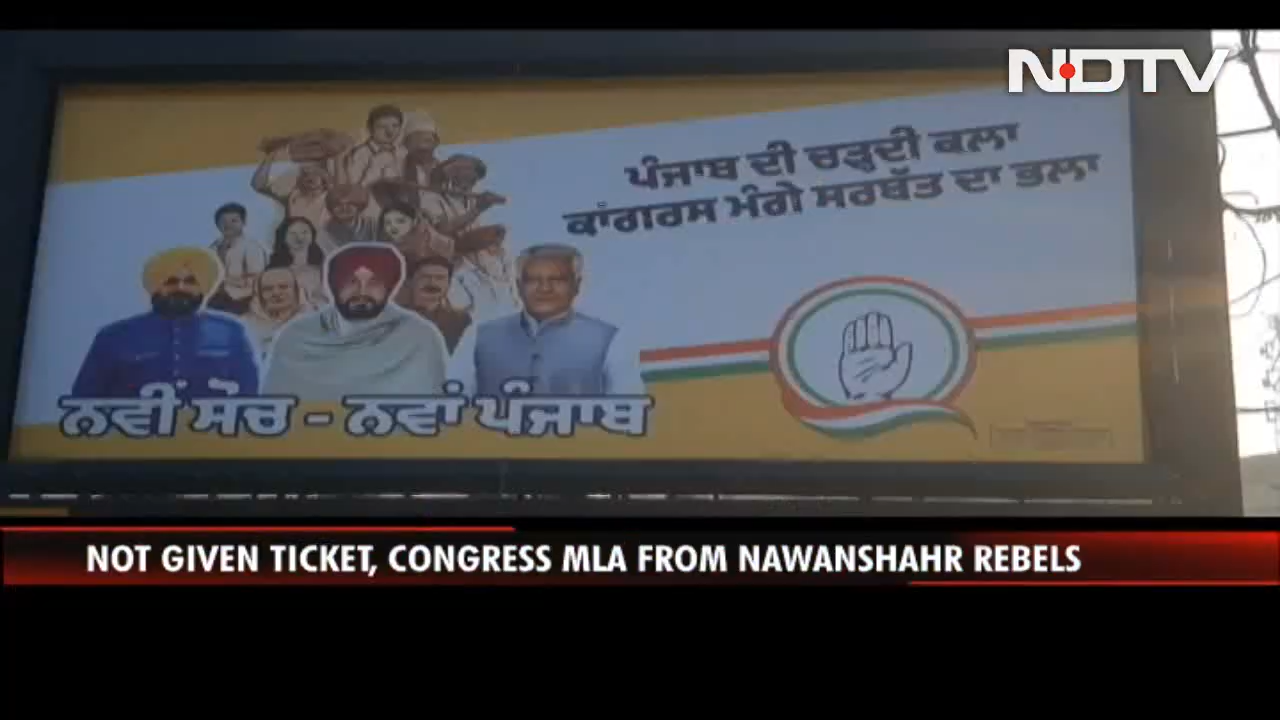 NDTV
ਪੰਜਾਬ ਦੀ ਚੜ੍ਹਦੀ ਕਲਾ
ਕਾਂਗਰਸ ਮੰਗੇ ਸਰਬੱਤ ਦਾ ਭਲਾ
ਨਵੀਂ ਸੋਚ - ਨਵਾਂ ਪੰਜਾਬ
NOT GIVEN TICKET, CONGRESS MLA FROM NAWANSHAHR REBELS